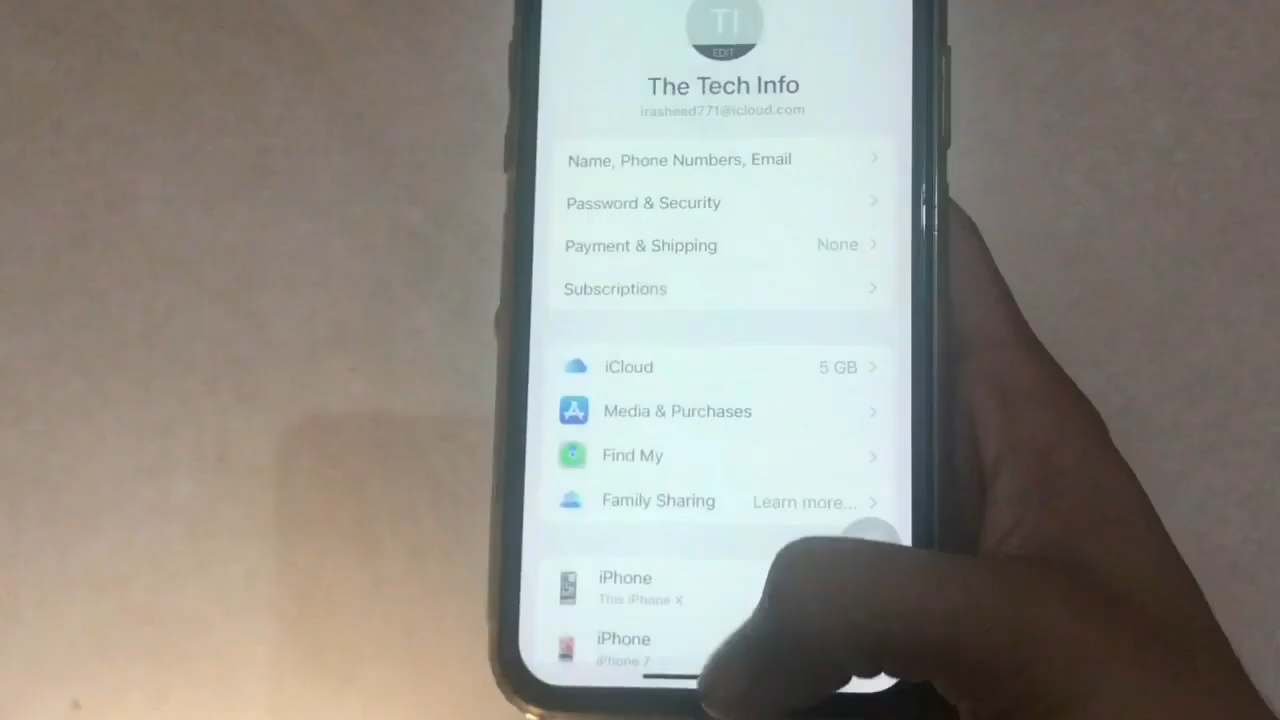 TI
EDIT
The Tech Info
irasheed771@icloud.com
Name, Phone Numbers, Email
Password & Security
Payment & Shipping None
Subscriptions
iCloud 5 GB
Media & Purchases
Find My
Family Sharing Learn more...
iPhone
This iPhone X
iPhone
iPhone 7